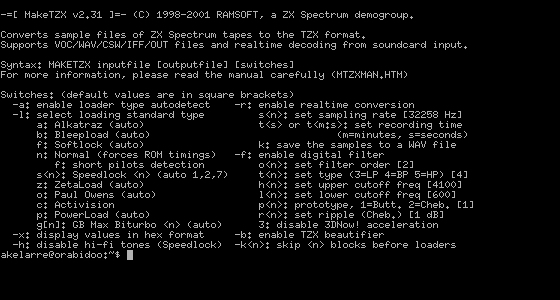 -=[ MakeTZX v2.31 ]=- (C) 1998-2001 RAMSOFT, a ZX Spectrum demogroup.
Converts sample files of ZX Spectrum tapes to the TZX format.
Supports VOC/WAV/CSW/IFF/OUT files and realtime decoding from soundcard input.
Syntax: MAKETZX inputfile [outputfile] [switches]
For more information, please read the manual carefully (MTZXMAN.HTM)
Switches: (default values are in square brackets)
-a: enable loader type autodetect -r: enable realtime conversion
-l: select loading standard type s(n): set sampling rate [32258 Hz]
a: Alkatraz (auto) t(s) or t(m:s): set recording time
b: Bleepload (auto) (m=minutes, s=seconds)
f: Softlock (auto) k: save the samples to a WAV file
n: Normal (forces ROM timings) -f: enable digital filter
f: short pilots detection o(n): set filter order [2]
s(n): Speedlock <n> (auto 1,2,7) t(n): set type (3=LP 4=BP 5=HP) [4]
z: ZetaLoad (auto) h(n): set upper cutoff freq [4100]
o: Paul Owens (auto) l(n): set lower cutoff freq [600]
c: Activision p(n): prototype, 1=Butt. 2=Cheb. [1]
p: PowerLoad (auto) r(n): set ripple (Cheb.) [1 dB]
g[n]: GB Max Biturbo <n> (auto) 3: disable 3DNow! acceleration
-x: display values in hex format -b: enable TZX beautifier
-h: disable hi-fi tones (Speedlock) -k(n): skip <n> blocks before loaders
akelarre@orabidoo:~$